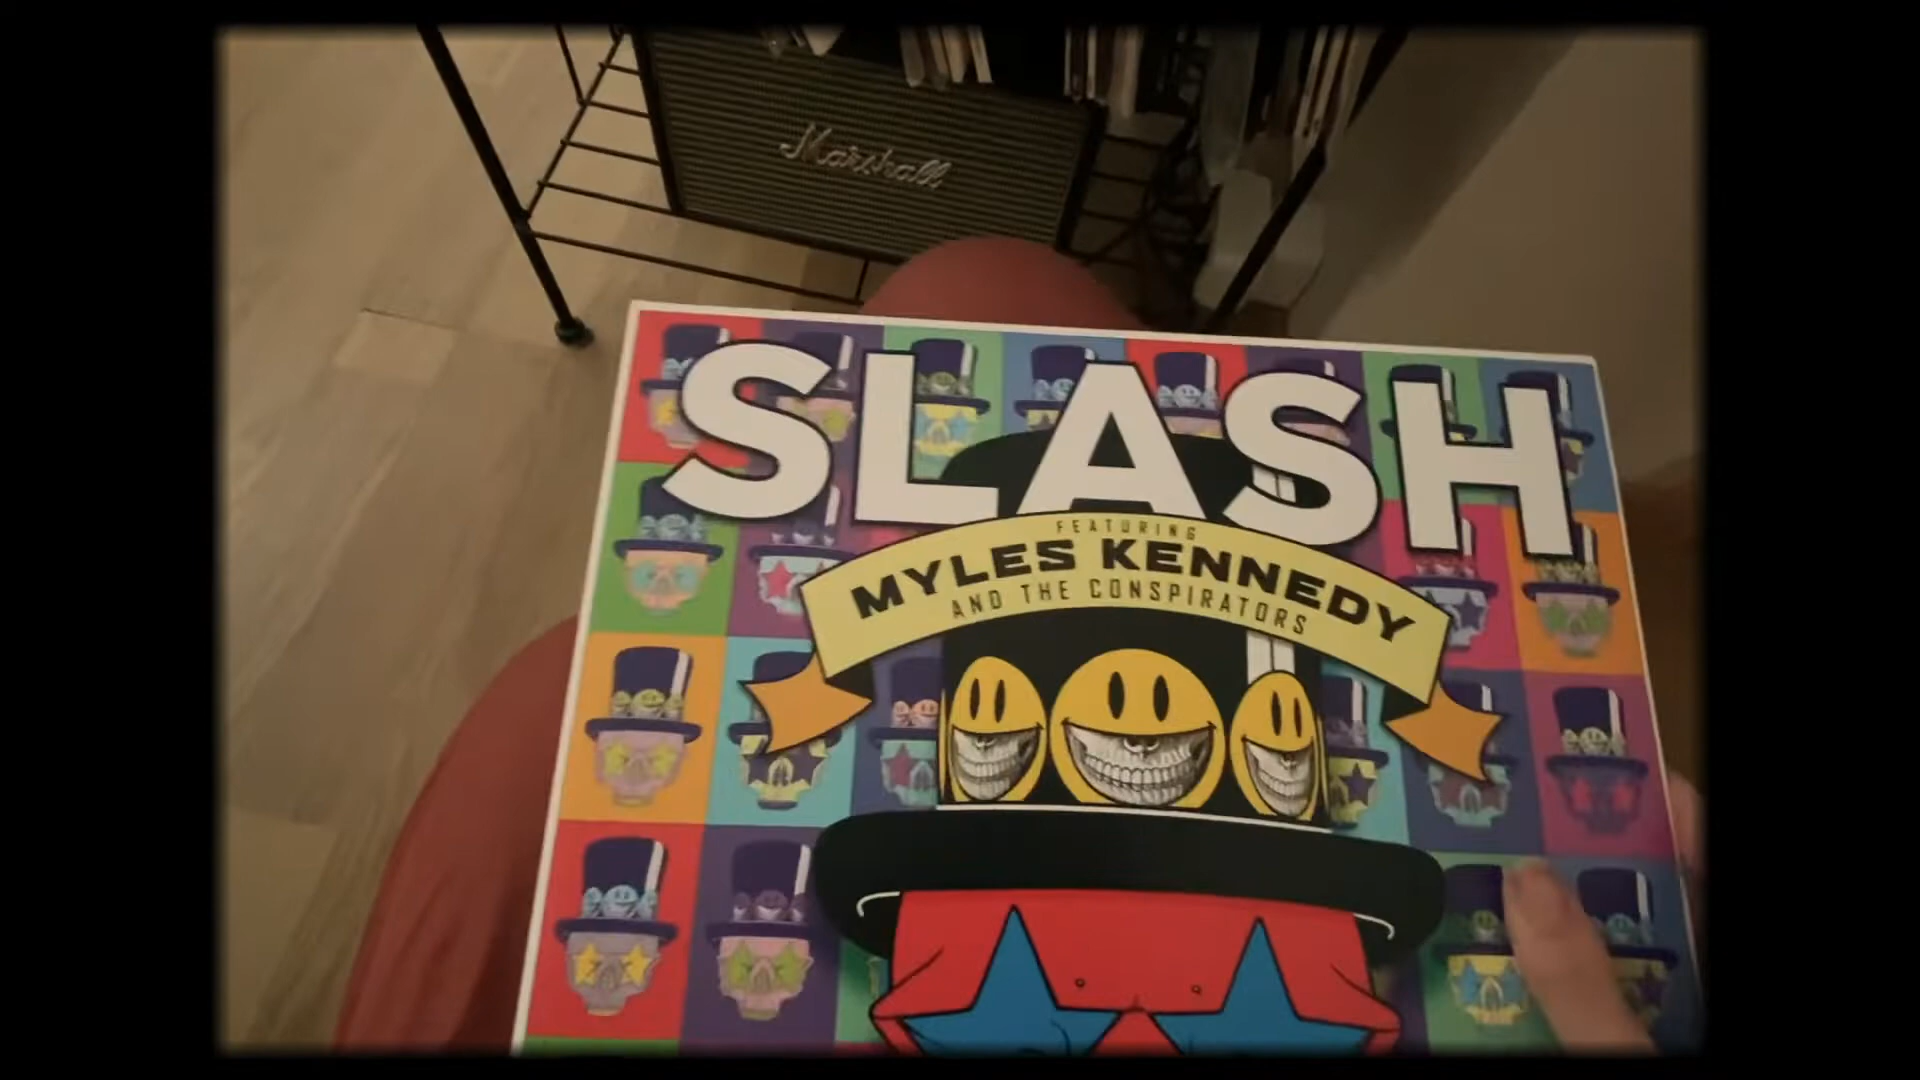 Marshall
SLASH
FEATURING
MYLES KENNEDY
AND THE CONSPIRATORS